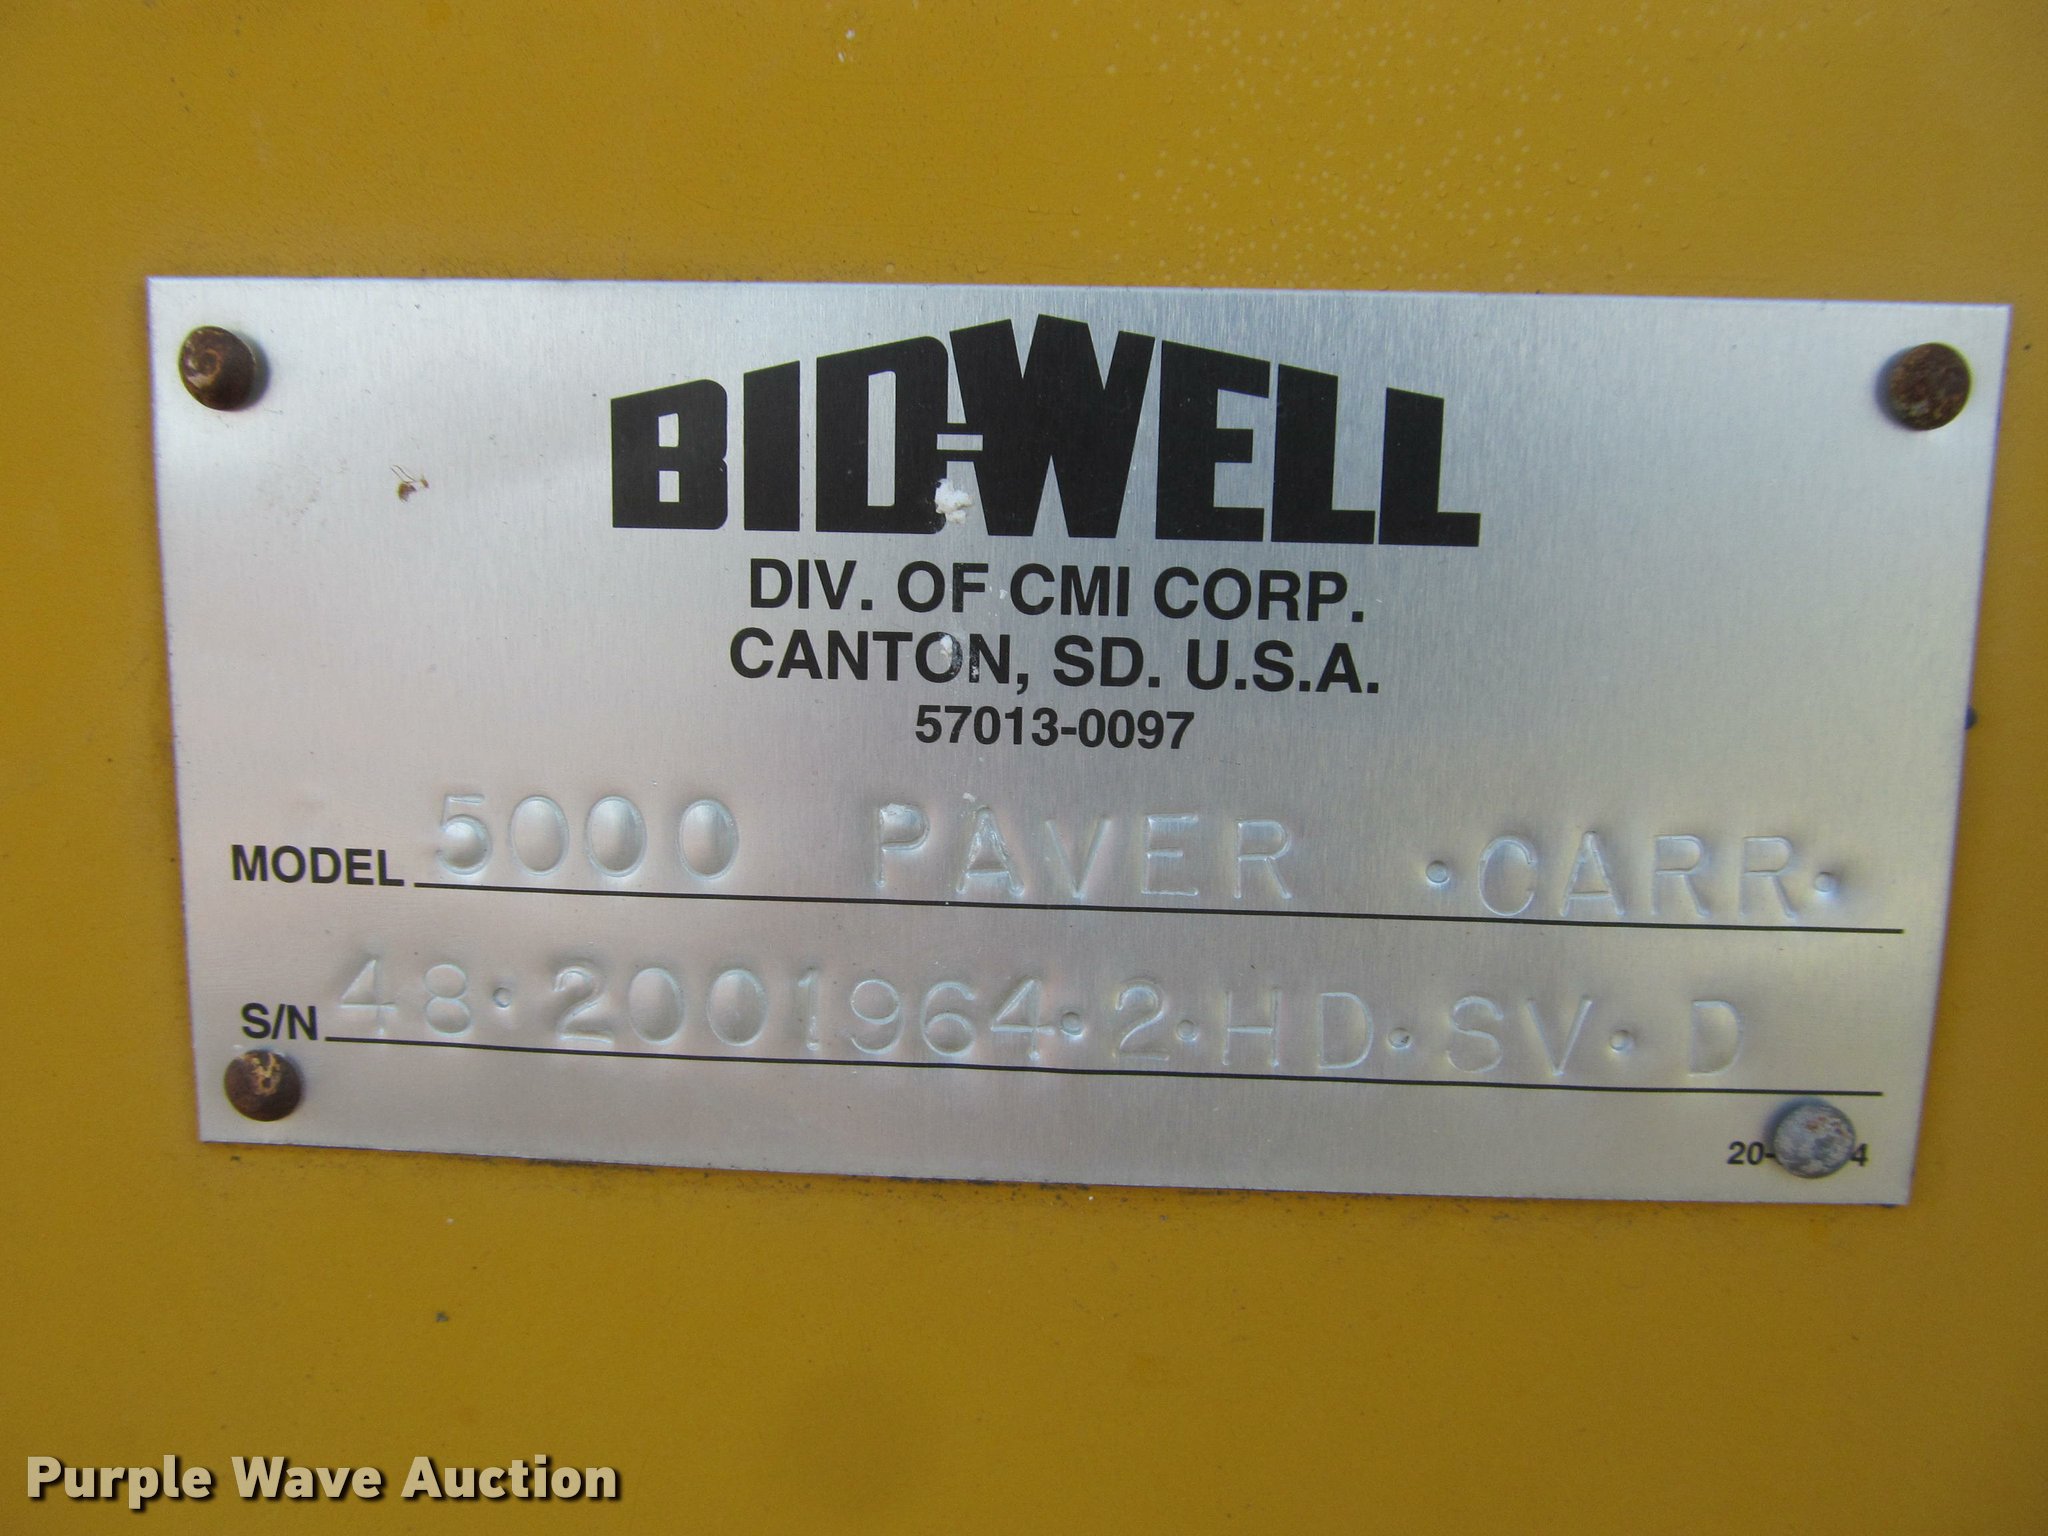 BID-WELL
DIV. OF CMI CORP.
CANTON, SD. U.S.A.
57013-0097
MODEL 5000 PAVER ·CARR·
S/N 48·2001964·2·HD·SV·D
Purple Wave Auction